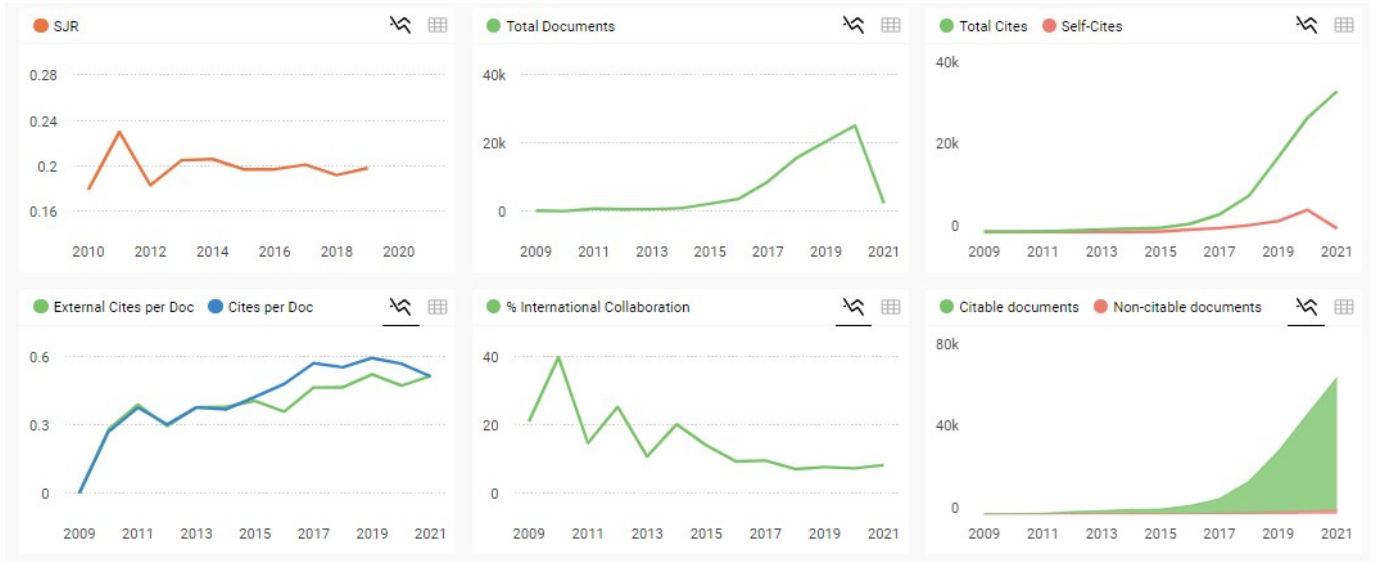 SJR
0.28
0.24
0.2
0.16
2010 2012 2014 2016 2018 2020
Total Documents
40k
20k
0
2009 2011 2013 2015 2017 2019 2021
Total Cites Self-Cites
40k
20k
0
2009 2011 2013 2015 2017 2019 2021
External Cites per Doc Cites per Doc
0.6
0.3
0
2009 2011 2013 2015 2017 2019 2021
% International Collaboration
40
20
0
2009 2011 2013 2015 2017 2019 2021
Citable documents Non-citable documents
80k
40k
0
2009 2011 2013 2015 2017 2019 2021